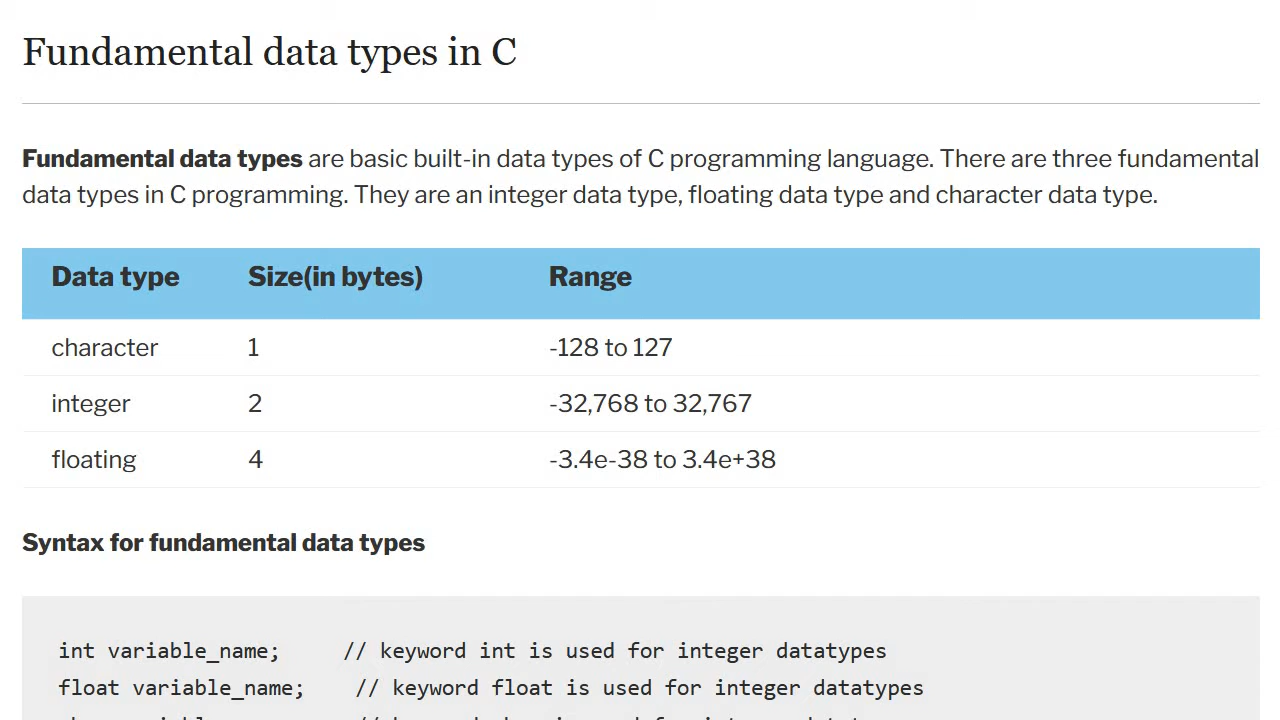 Fundamental data types in C
Fundamental data types are basic built-in data types of C programming language. There are three fundamental
data types in C programming. They are an integer data type, floating data type and character data type.
Data type Size(in bytes) Range
character 1 -128 to 127
integer 2 -32,768 to 32,767
floating 4 -3.4e-38 to 3.4e+38
Syntax for fundamental data types
int variable_name; // keyword int is used for integer datatypes
float variable_name; // keyword float is used for integer datatypes